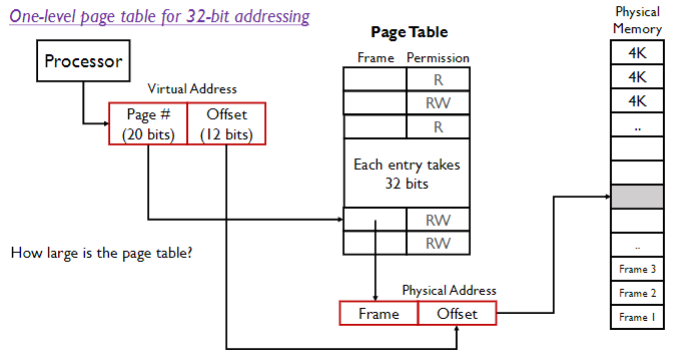 One-level page table for 32-bit addressing
Processor
Virtual Address
Page #
(20 bits)
Offset
(12 bits)
How large is the page table?
Page Table
Frame Permission
R
RW
R
Each entry takes
32 bits
RW
RW
Physical Address
Frame
Offset
Physical
Memory
4K
4K
4K
..
..
Frame 3
Frame 2
Frame 1